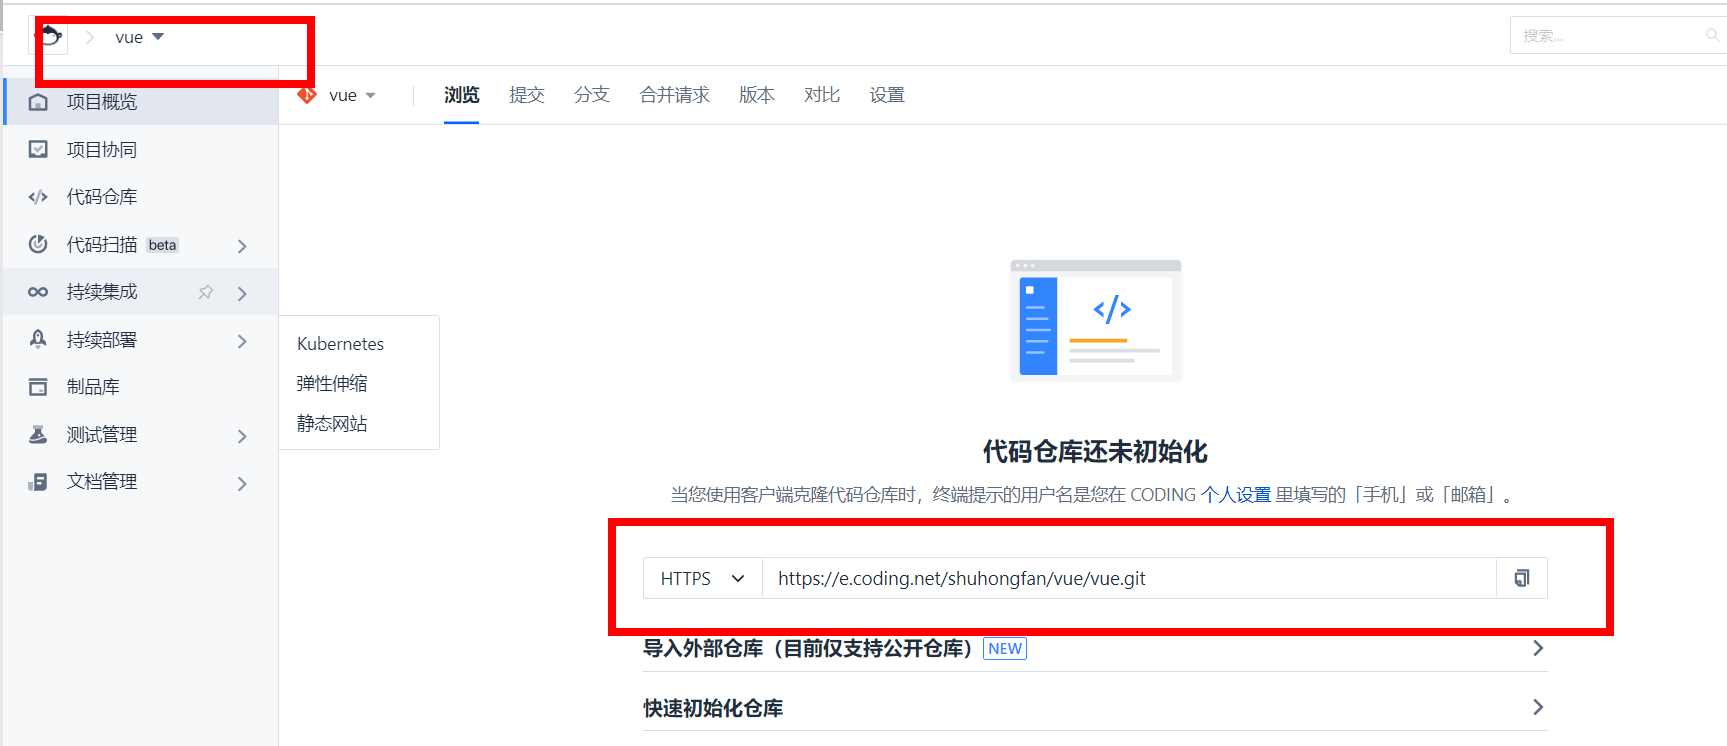 vue
搜索...
项目概览
项目协同
代码仓库
代码扫描 beta
持续集成
持续部署
制品库
测试管理
文档管理
vue
浏览 提交 分支 合并请求 版本 对比 设置
Kubernetes
弹性伸缩
静态网站
代码仓库还未初始化
当您使用客户端克隆代码仓库时，终端提示的用户名是您在 CODING 个人设置 里填写的「手机」或「邮箱」。
HTTPS https://e.coding.net/shuhongfan/vue/vue.git
导入外部仓库（目前仅支持公开仓库） NEW
快速初始化仓库